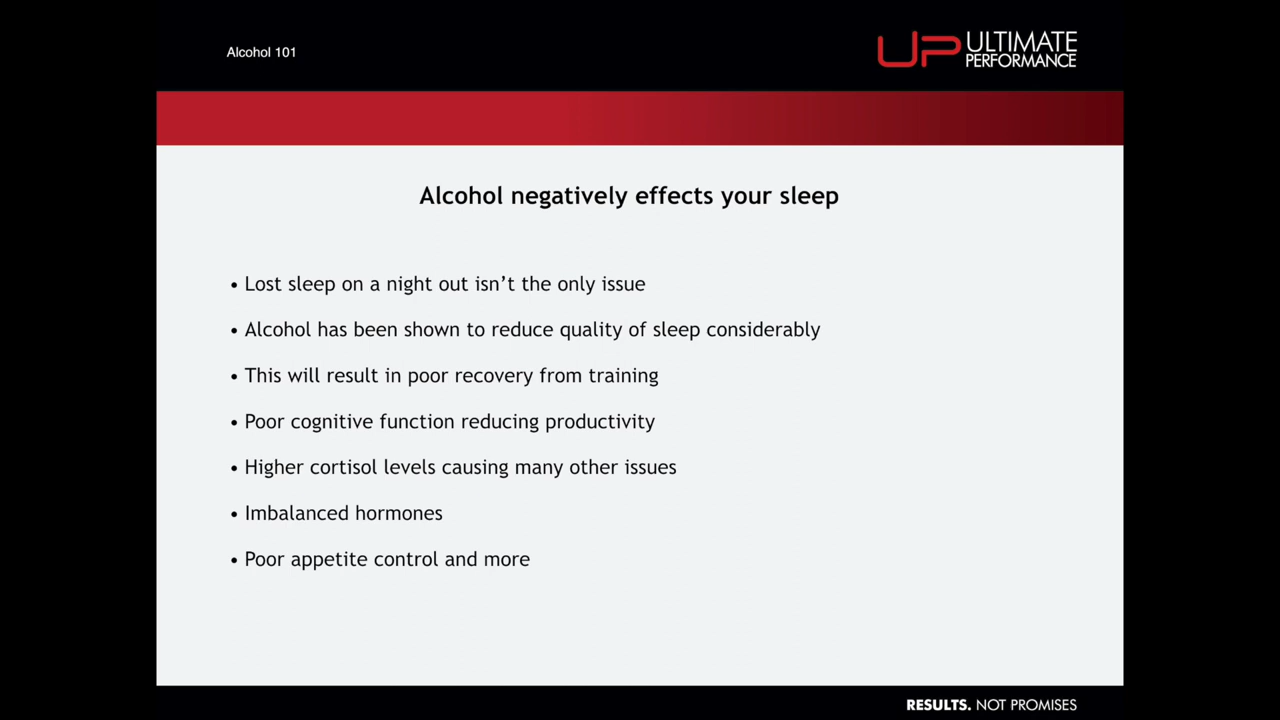 Alcohol 101
UP ULTIMATE
PERFORMANCE
Alcohol negatively effects your sleep
• Lost sleep on a night out isn’t the only issue
• Alcohol has been shown to reduce quality of sleep considerably
• This will result in poor recovery from training
• Poor cognitive function reducing productivity
• Higher cortisol levels causing many other issues
• Imbalanced hormones
• Poor appetite control and more
RESULTS. NOT PROMISES